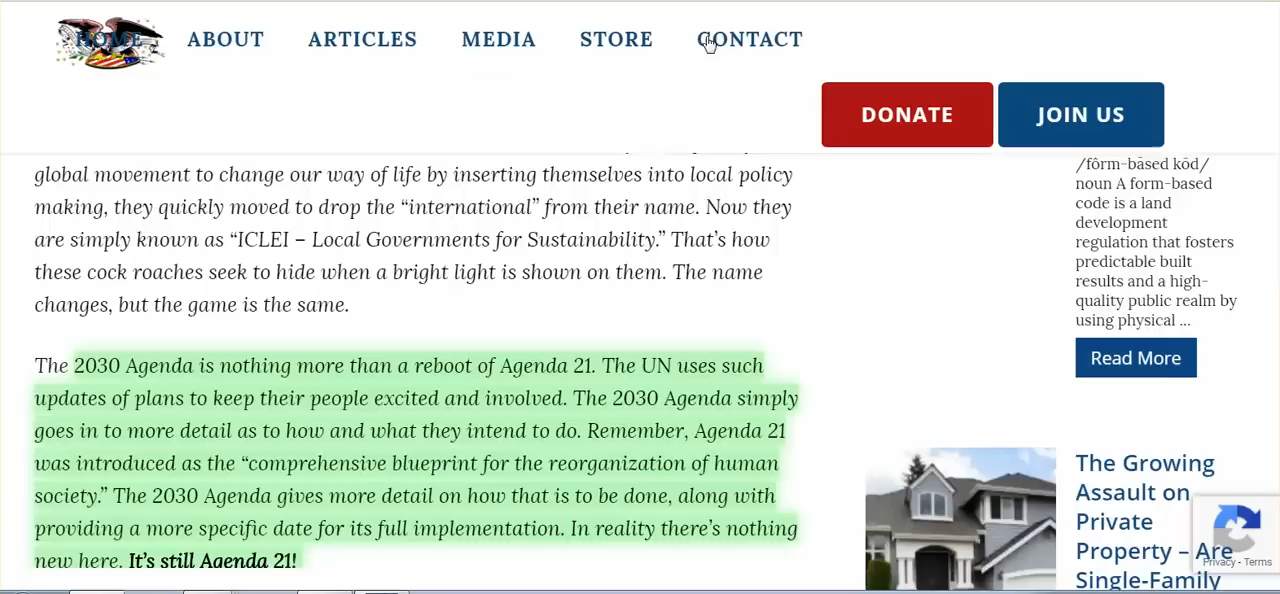 HOME ABOUT ARTICLES MEDIA STORE CONTACT
DONATE JOIN US
global movement to change our way of life by inserting themselves into local policy
making, they quickly moved to drop the “international” from their name. Now they
are simply known as “ICLEI – Local Governments for Sustainability.” That’s how
these cock roaches seek to hide when a bright light is shown on them. The name
changes, but the game is the same.
The 2030 Agenda is nothing more than a reboot of Agenda 21. The UN uses such
updates of plans to keep their people excited and involved. The 2030 Agenda simply
goes in to more detail as to how and what they intend to do. Remember, Agenda 21
was introduced as the “comprehensive blueprint for the reorganization of human
society.” The 2030 Agenda gives more detail on how that is to be done, along with
providing a more specific date for its full implementation. In reality there’s nothing
new here. It’s still Agenda 21!
/fôrm-bāsed kōd/
noun A form-based
code is a land
development
regulation that fosters
predictable built
results and a high-
quality public realm by
using physical ...
Read More
The Growing
Assault on
Private
Property – Are
Single-Family
Privacy - Terms